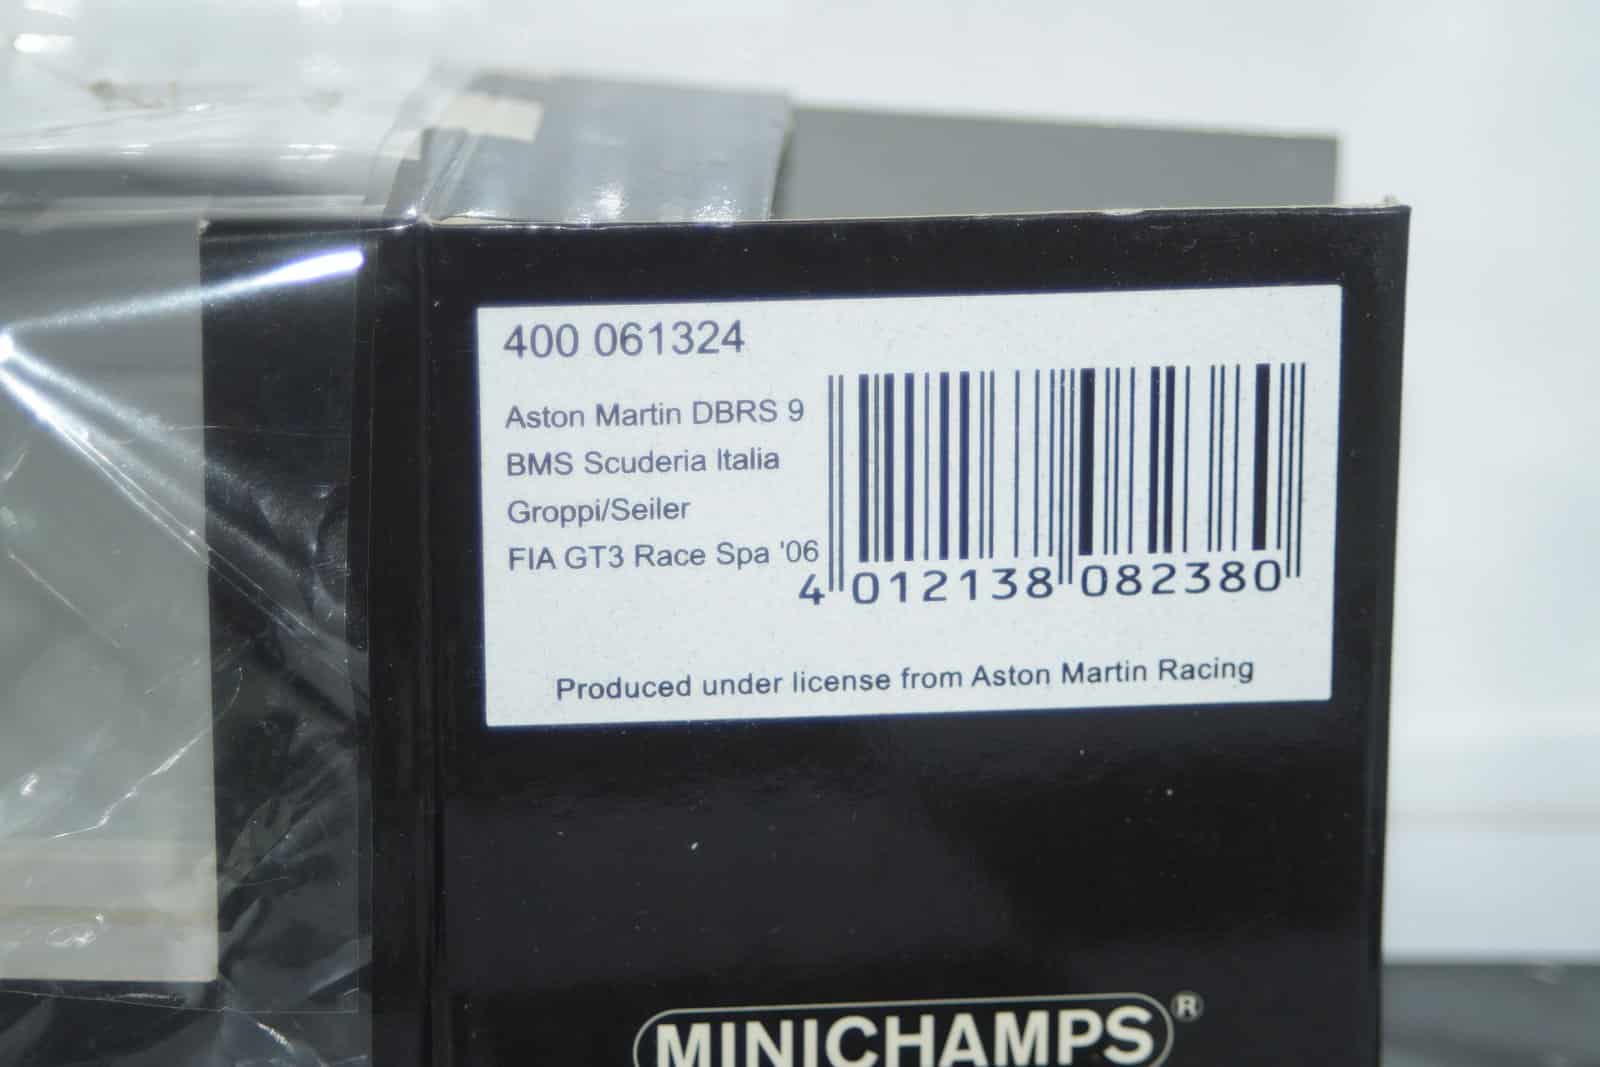 400 061324
Aston Martin DBRS 9
BMS Scuderia Italia
Groppi/Seiler
FIA GT3 Race Spa '06
4 012138 082380
Produced under license from Aston Martin Racing
MINICHAMPS®